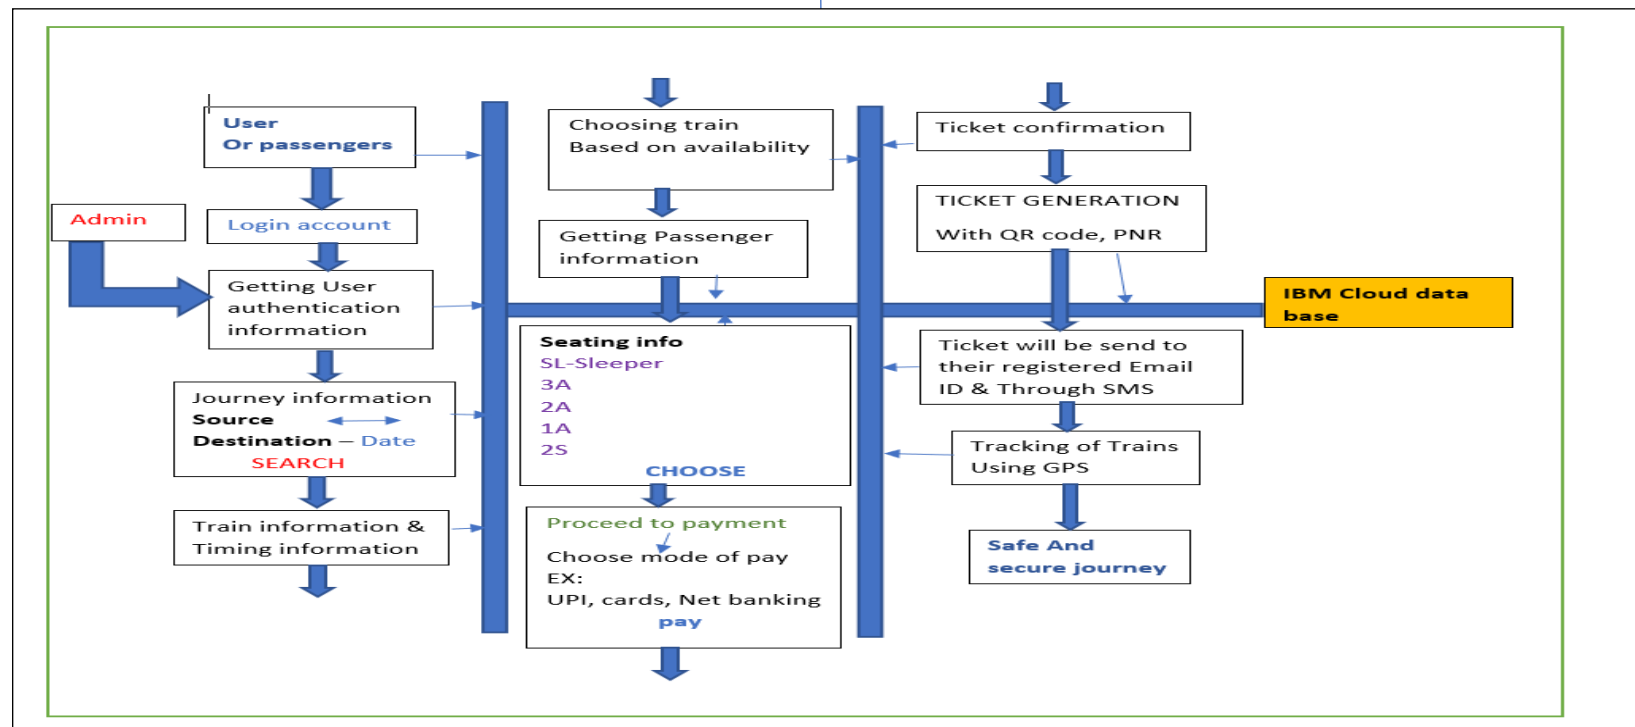 User
Or passengers
Login account
Admin
Getting User
authentication
information
Journey information
Source
Destination – Date
SEARCH
Train information &
Timing information
Choosing train
Based on availability
Getting Passenger
information
Seating info
SL-Sleeper
3A
2A
1A
2S
CHOOSE
Proceed to payment
Choose mode of pay
EX:
UPI, cards, Net banking
pay
Ticket confirmation
TICKET GENERATION
With QR code, PNR
IBM Cloud data
base
Ticket will be send to
their registered Email
ID & Through SMS
Tracking of Trains
Using GPS
Safe And
secure journey